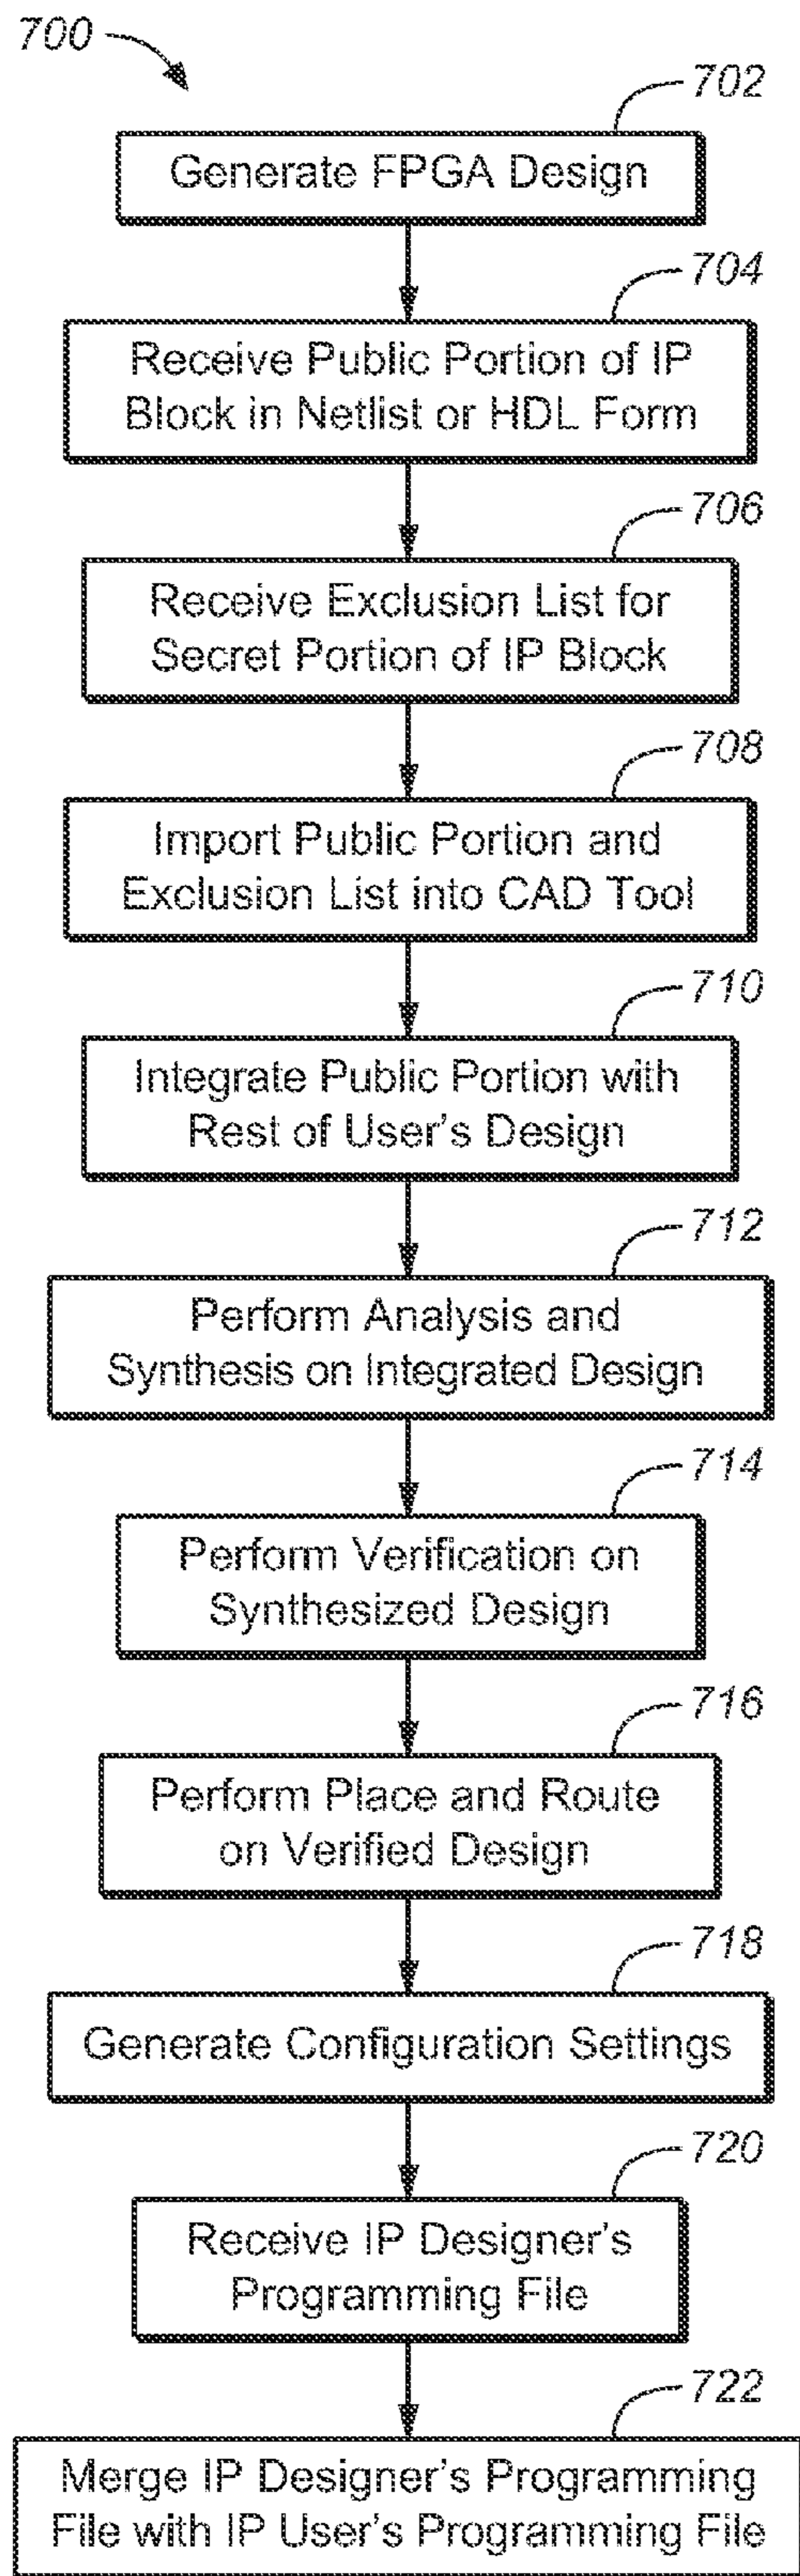 700
702
Generate FPGA Design
704
Receive Public Portion of IP
Block in Netlist or HDL Form
706
Receive Exclusion List for
Secret Portion of IP Block
708
Import Public Portion and
Exclusion List into CAD Tool
710
Integrate Public Portion with
Rest of User's Design
712
Perform Analysis and
Synthesis on Integrated Design
714
Perform Verification on
Synthesized Design
716
Perform Place and Route
on Verified Design
718
Generate Configuration Settings
720
Receive IP Designer's
Programming File
722
Merge IP Designer's Programming
File with IP User's Programming File